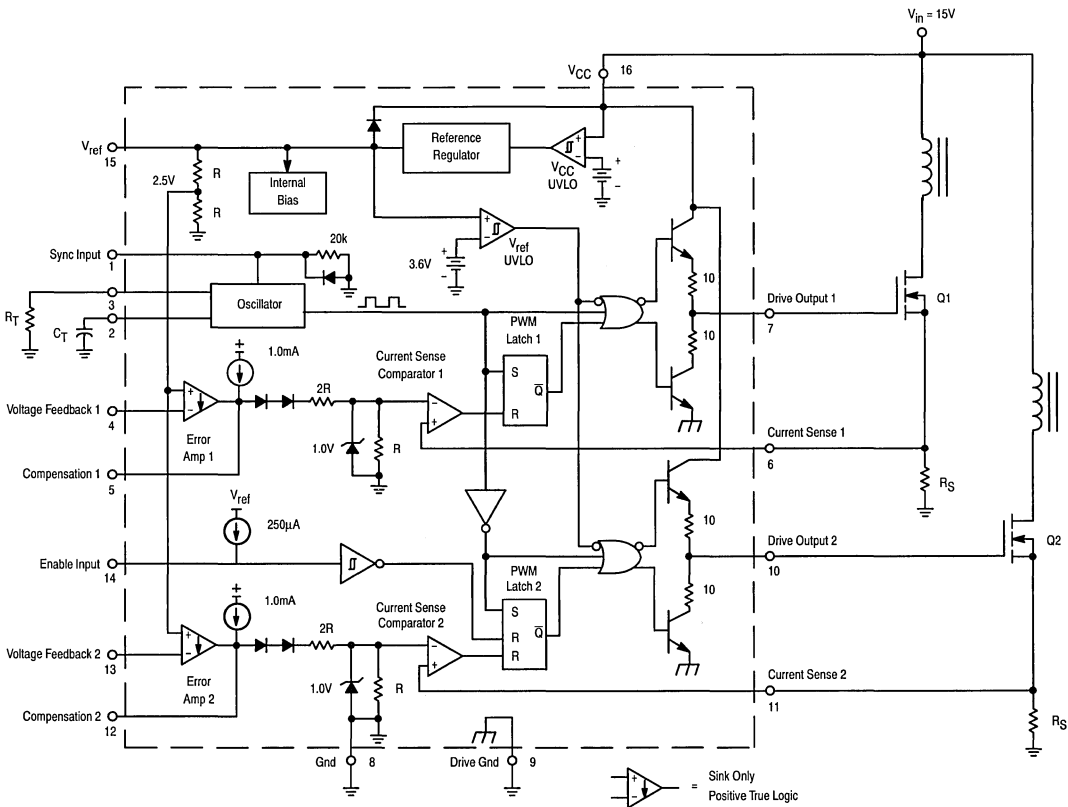 Vin = 15V
VCC
16
Vref
15
2.5V
R
R
Internal
Bias
Reference
Regulator
+
−
VCC
UVLO
+
−
Sync Input
1
20k
3.6V
+
−
+
−
Vref
UVLO
3
RT
2
CT
Oscillator
10
10
Drive Output 1
7
Q1
PWM
Latch 1
S
R
Q̅
+
1.0mA
Current Sense
Comparator 1
Voltage Feedback 1
4
+
−
Error
Amp 1
2R
1.0V
R
−
+
Compensation 1
5
Current Sense 1
6
RS
Vref
250µA
Enable Input
14
10
10
Drive Output 2
10
Q2
PWM
Latch 2
S
R
R
Q̅
+
1.0mA
Current Sense
Comparator 2
Voltage Feedback 2
13
+
−
Error
Amp 2
2R
1.0V
R
−
+
Compensation 2
12
Current Sense 2
11
RS
Gnd
8
Drive Gnd
9
+
−
=
Sink Only
Positive True Logic